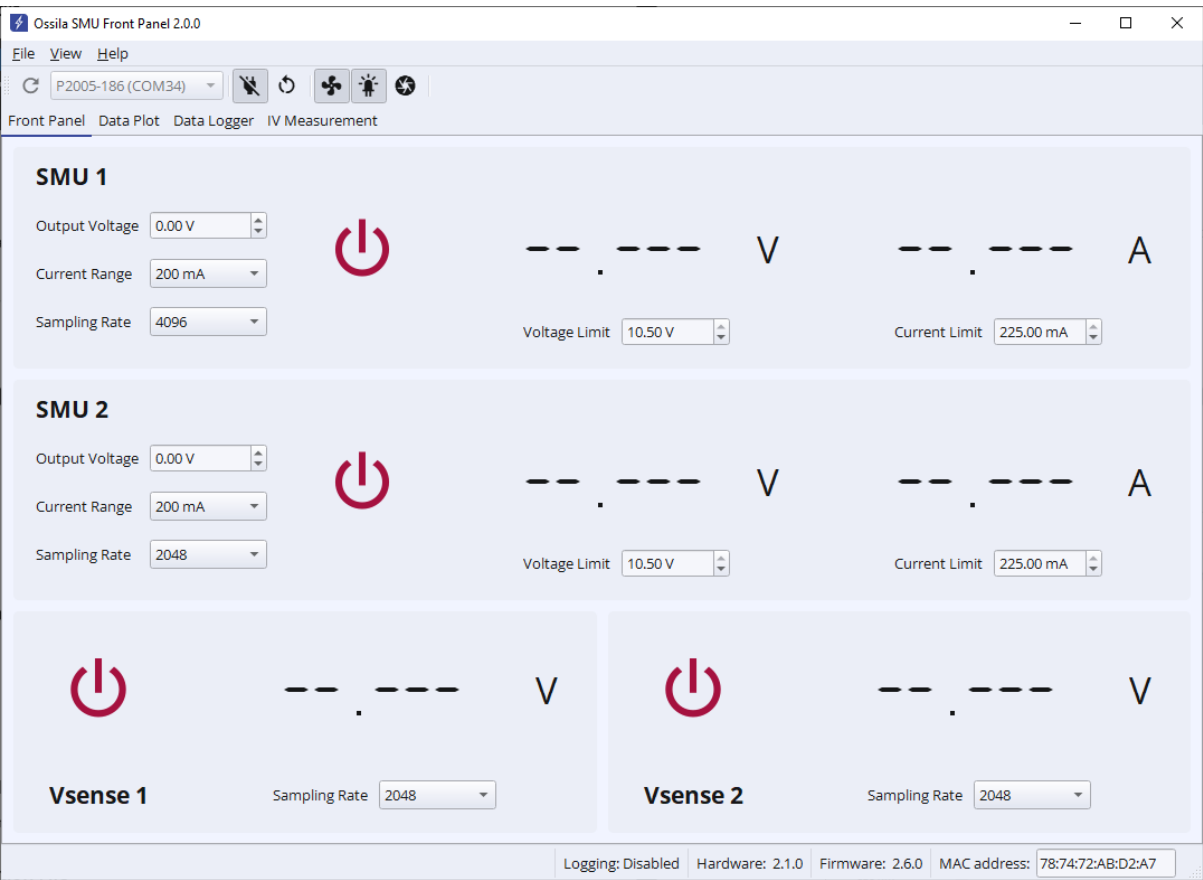 Ossila SMU Front Panel 2.0.0
File View Help
P2005-186 (COM34)
Front Panel Data Plot Data Logger IV Measurement
SMU 1
Output Voltage 0.00 V
Current Range 200 mA
Sampling Rate 4096
--.--- V
--.--- A
Voltage Limit 10.50 V
Current Limit 225.00 mA
SMU 2
Output Voltage 0.00 V
Current Range 200 mA
Sampling Rate 2048
--.--- V
--.--- A
Voltage Limit 10.50 V
Current Limit 225.00 mA
--.--- V
Vsense 1
Sampling Rate 2048
--.--- V
Vsense 2
Sampling Rate 2048
Logging: Disabled Hardware: 2.1.0 Firmware: 2.6.0 MAC address: 78:74:72:AB:D2:A7